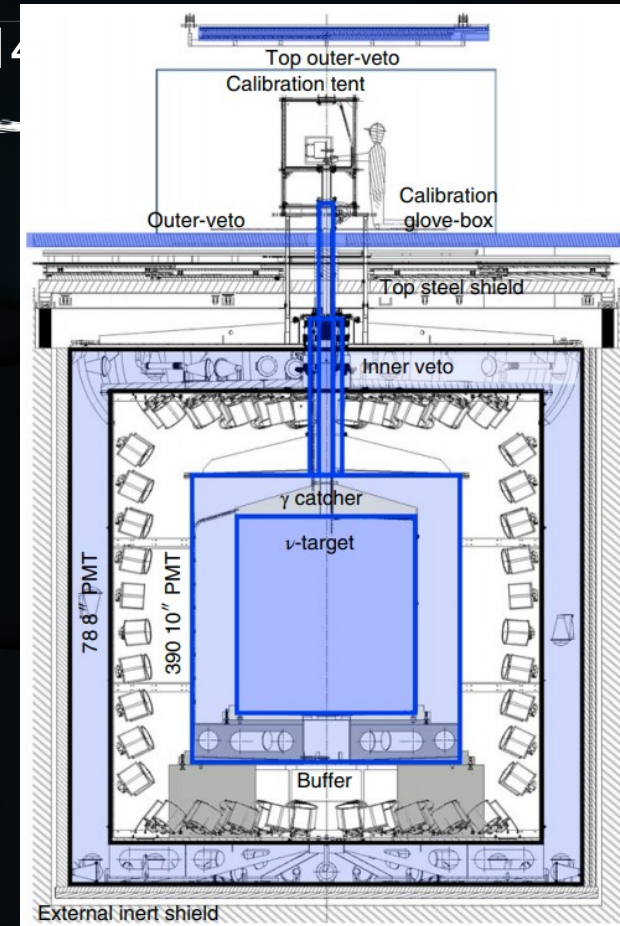 14
Top outer-veto
Calibration tent
Calibration
glove-box
Outer-veto
Top steel shield
Inner veto
γ catcher
ν-target
78 8″ PMT
390 10″ PMT
Buffer
External inert shield